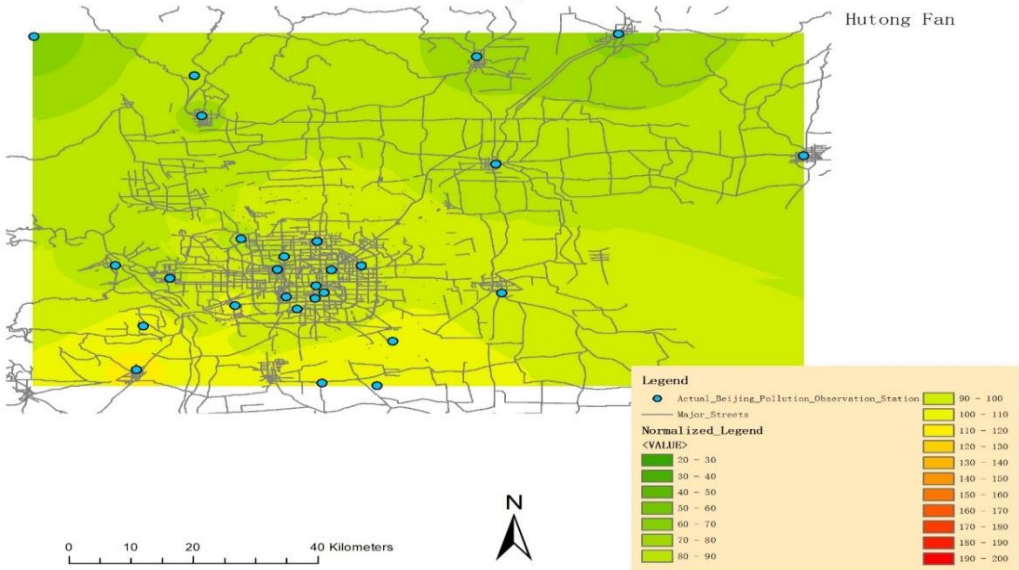 Hutong Fan
Legend
Actual_Beijing_Pollution_Observation_Station
Major_Streets
Normalized_Legend
<VALUE>
20 - 30
30 - 40
40 - 50
50 - 60
60 - 70
70 - 80
80 - 90
90 - 100
100 - 110
110 - 120
120 - 130
130 - 140
140 - 150
150 - 160
160 - 170
170 - 180
180 - 190
190 - 200
N
0 10 20 40 Kilometers